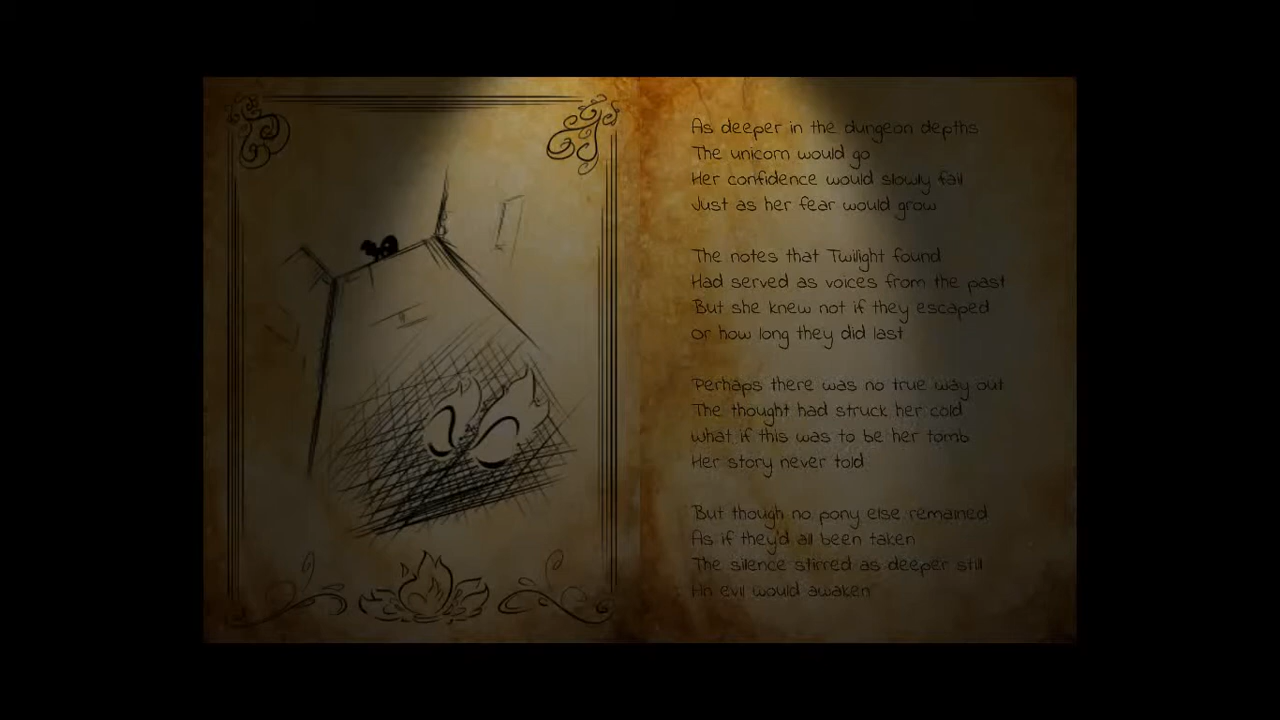 As deeper in the dungeon depths
The unicorn would go
Her confidence would slowly fail
Just as her fear would grow
The notes that Twilight found
Had served as voices from the past
But she knew not if they escaped
Or how long they did last
Perhaps there was no true way out
The thought had struck her cold
What if this was to be her tomb
Her story never told
But though no pony else remained
As if they'd all been taken
The silence stirred as deeper still
An evil would awaken